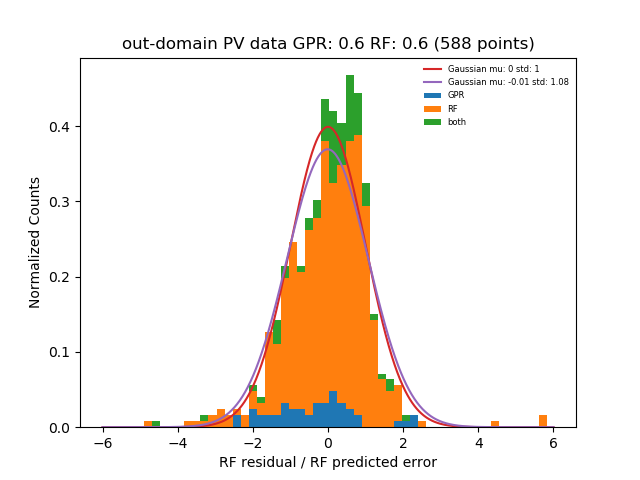 out-domain PV data GPR: 0.6 RF: 0.6 (588 points)
Gaussian mu: 0 std: 1
Gaussian mu: -0.01 std: 1.08
GPR
RF
both
Normalized Counts
0.4
0.3
0.2
0.1
0.0
−6 −4 −2 0 2 4 6
RF residual / RF predicted error